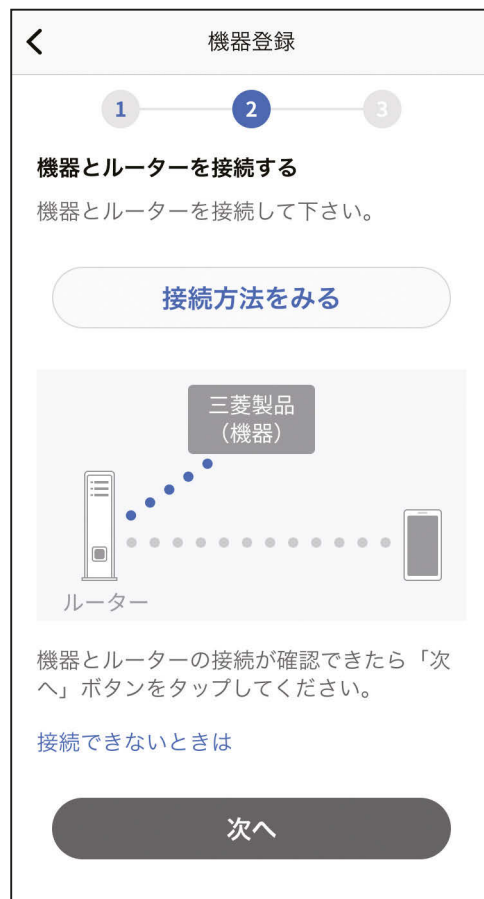 機器登録
1 2 3
機器とルーターを接続する
機器とルーターを接続して下さい。
接続方法をみる
三菱製品
（機器）
ルーター
機器とルーターの接続が確認できたら「次
へ」ボタンをタップしてください。
接続できないときは
次へ